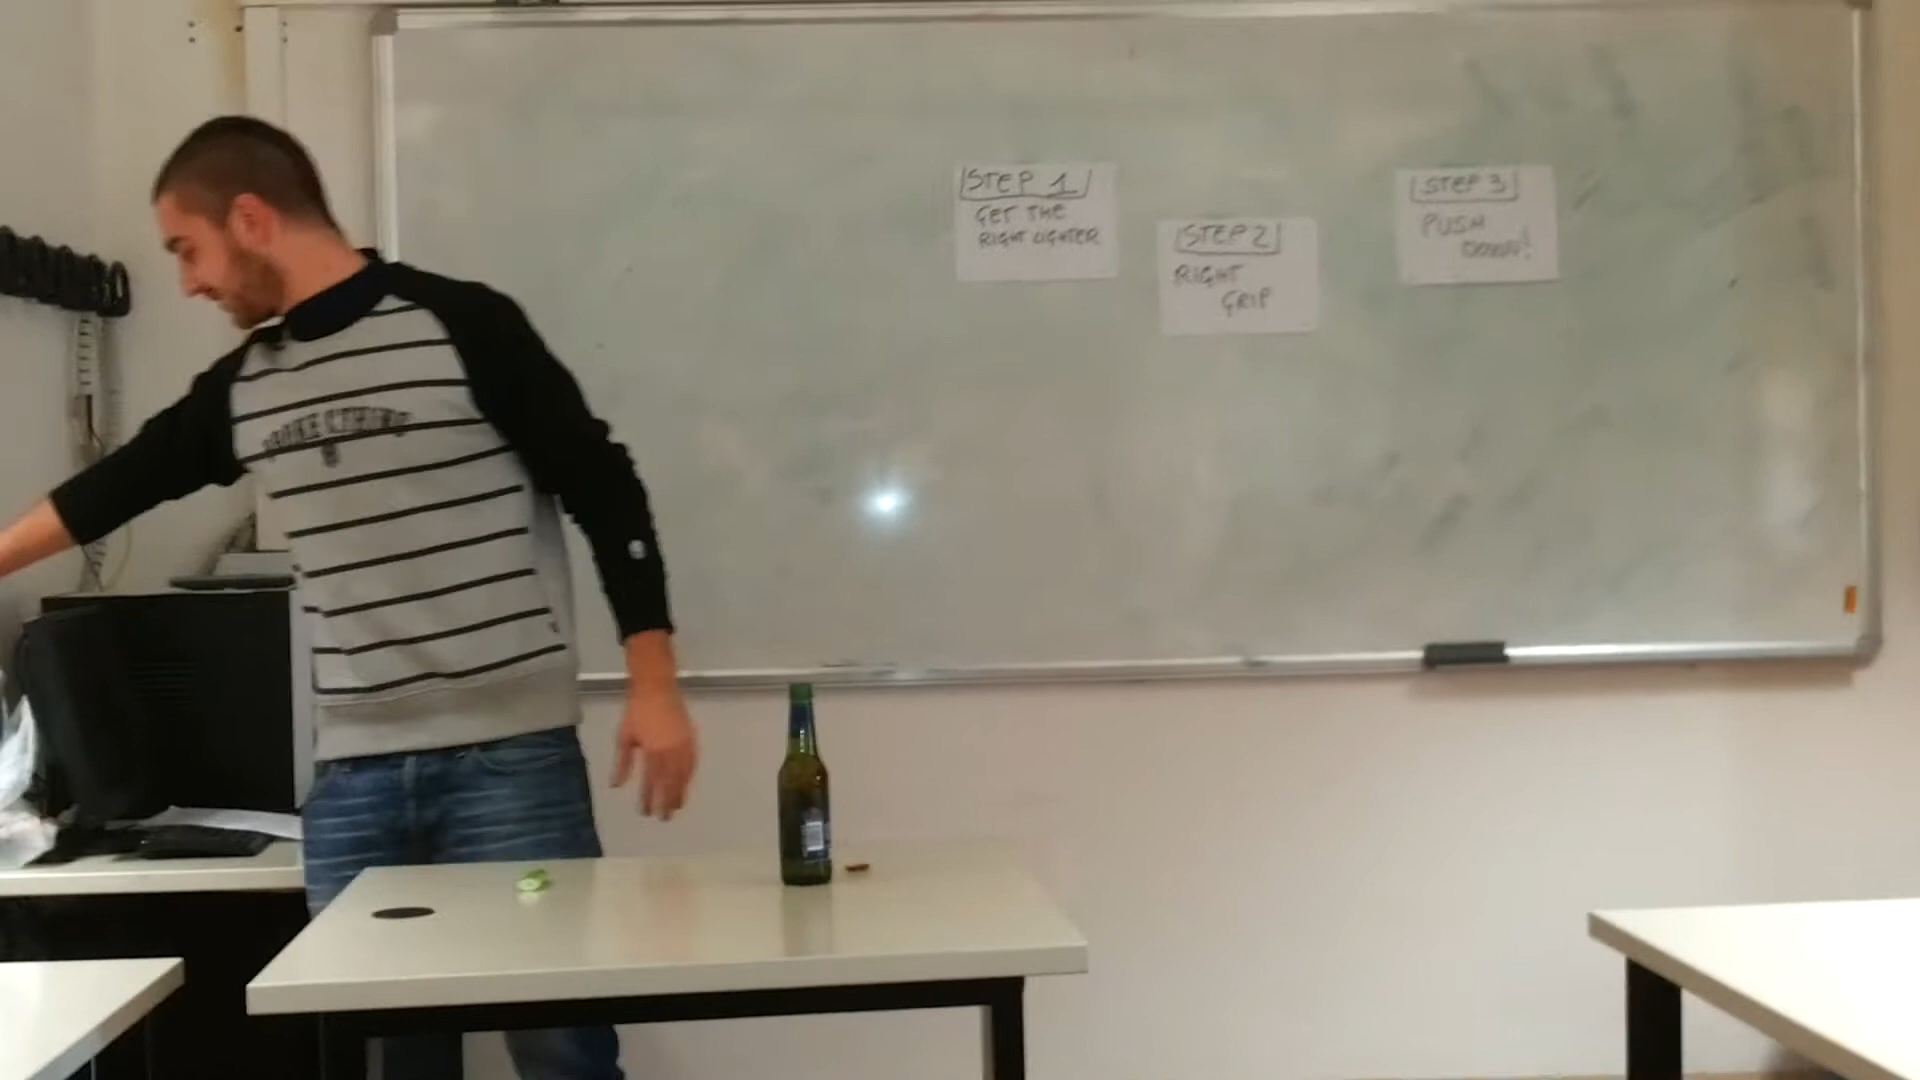 STEP 1
GET THE
RIGHT LIGHTER
STEP 2
RIGHT
GRIP
STEP 3
PUSH
DOWN!